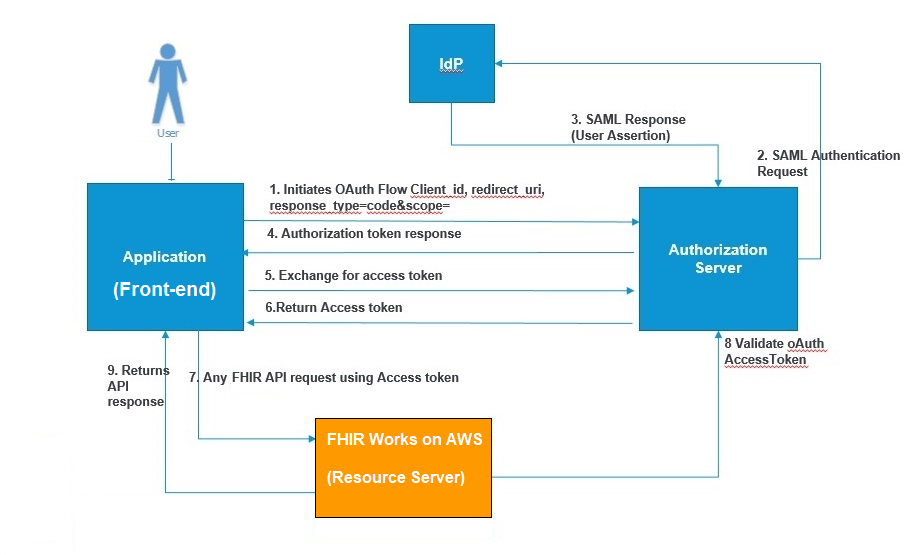 IdP
User
3. SAML Response
(User Assertion)
2. SAML Authentication
Request
1. Initiates OAuth Flow Client_id, redirect_uri,
response_type=code&scope=
4. Authorization token response
Application
(Front-end)
Authorization
Server
5. Exchange for access token
6.Return Access token
8 Validate oAuth
AccessToken
9. Returns
API
response
7. Any FHIR API request using Access token
FHIR Works on AWS
(Resource Server)